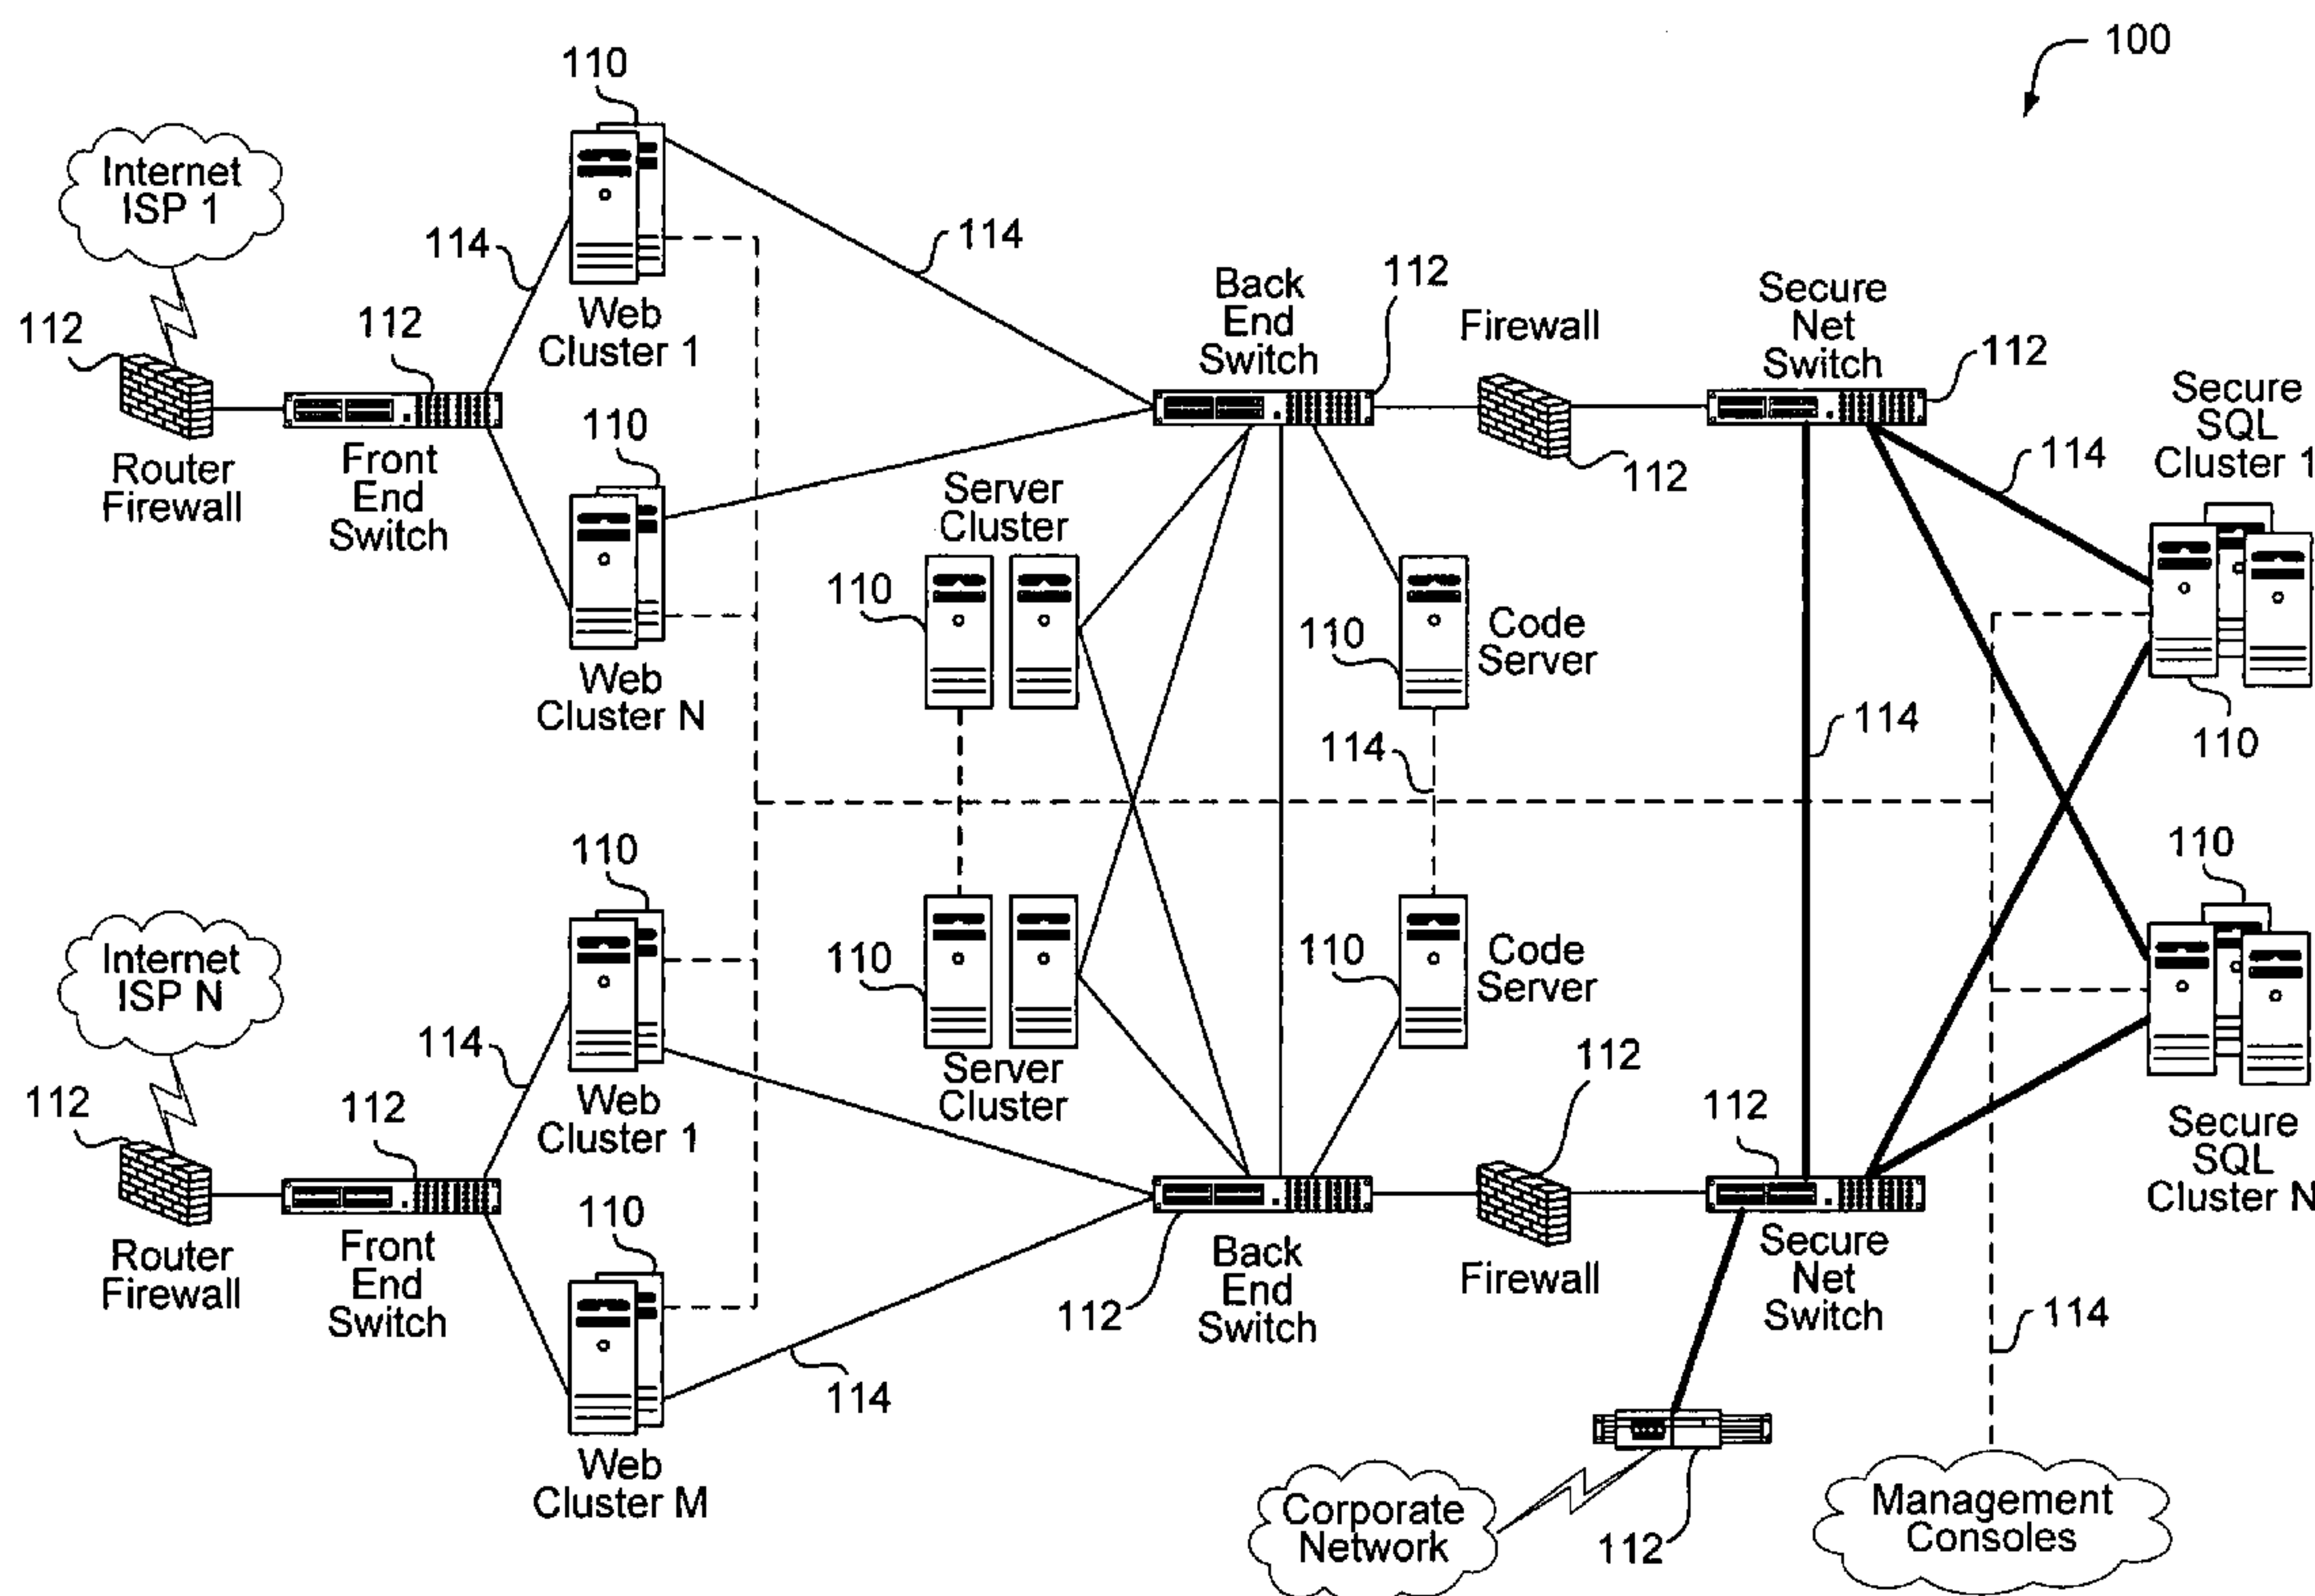 100
110
Internet
ISP 1
114
114
112
112
Web
Cluster 1
Back
End
Switch
112
Firewall
Secure
Net
Switch
112
Router
Firewall
Front
End
Switch
110
Web
Cluster N
Server
Cluster
110
112
Secure
SQL
Cluster 1
114
110
Code
Server
114
114
110
110
Internet
ISP N
114
112
112
Web
Cluster 1
110
Server
Cluster
110
Code
Server
112
112
110
Secure
SQL
Cluster N
Router
Firewall
Front
End
Switch
110
Web
Cluster M
114
112
Back
End
Switch
Firewall
Secure
Net
Switch
114
Corporate
Network
112
Management
Consoles